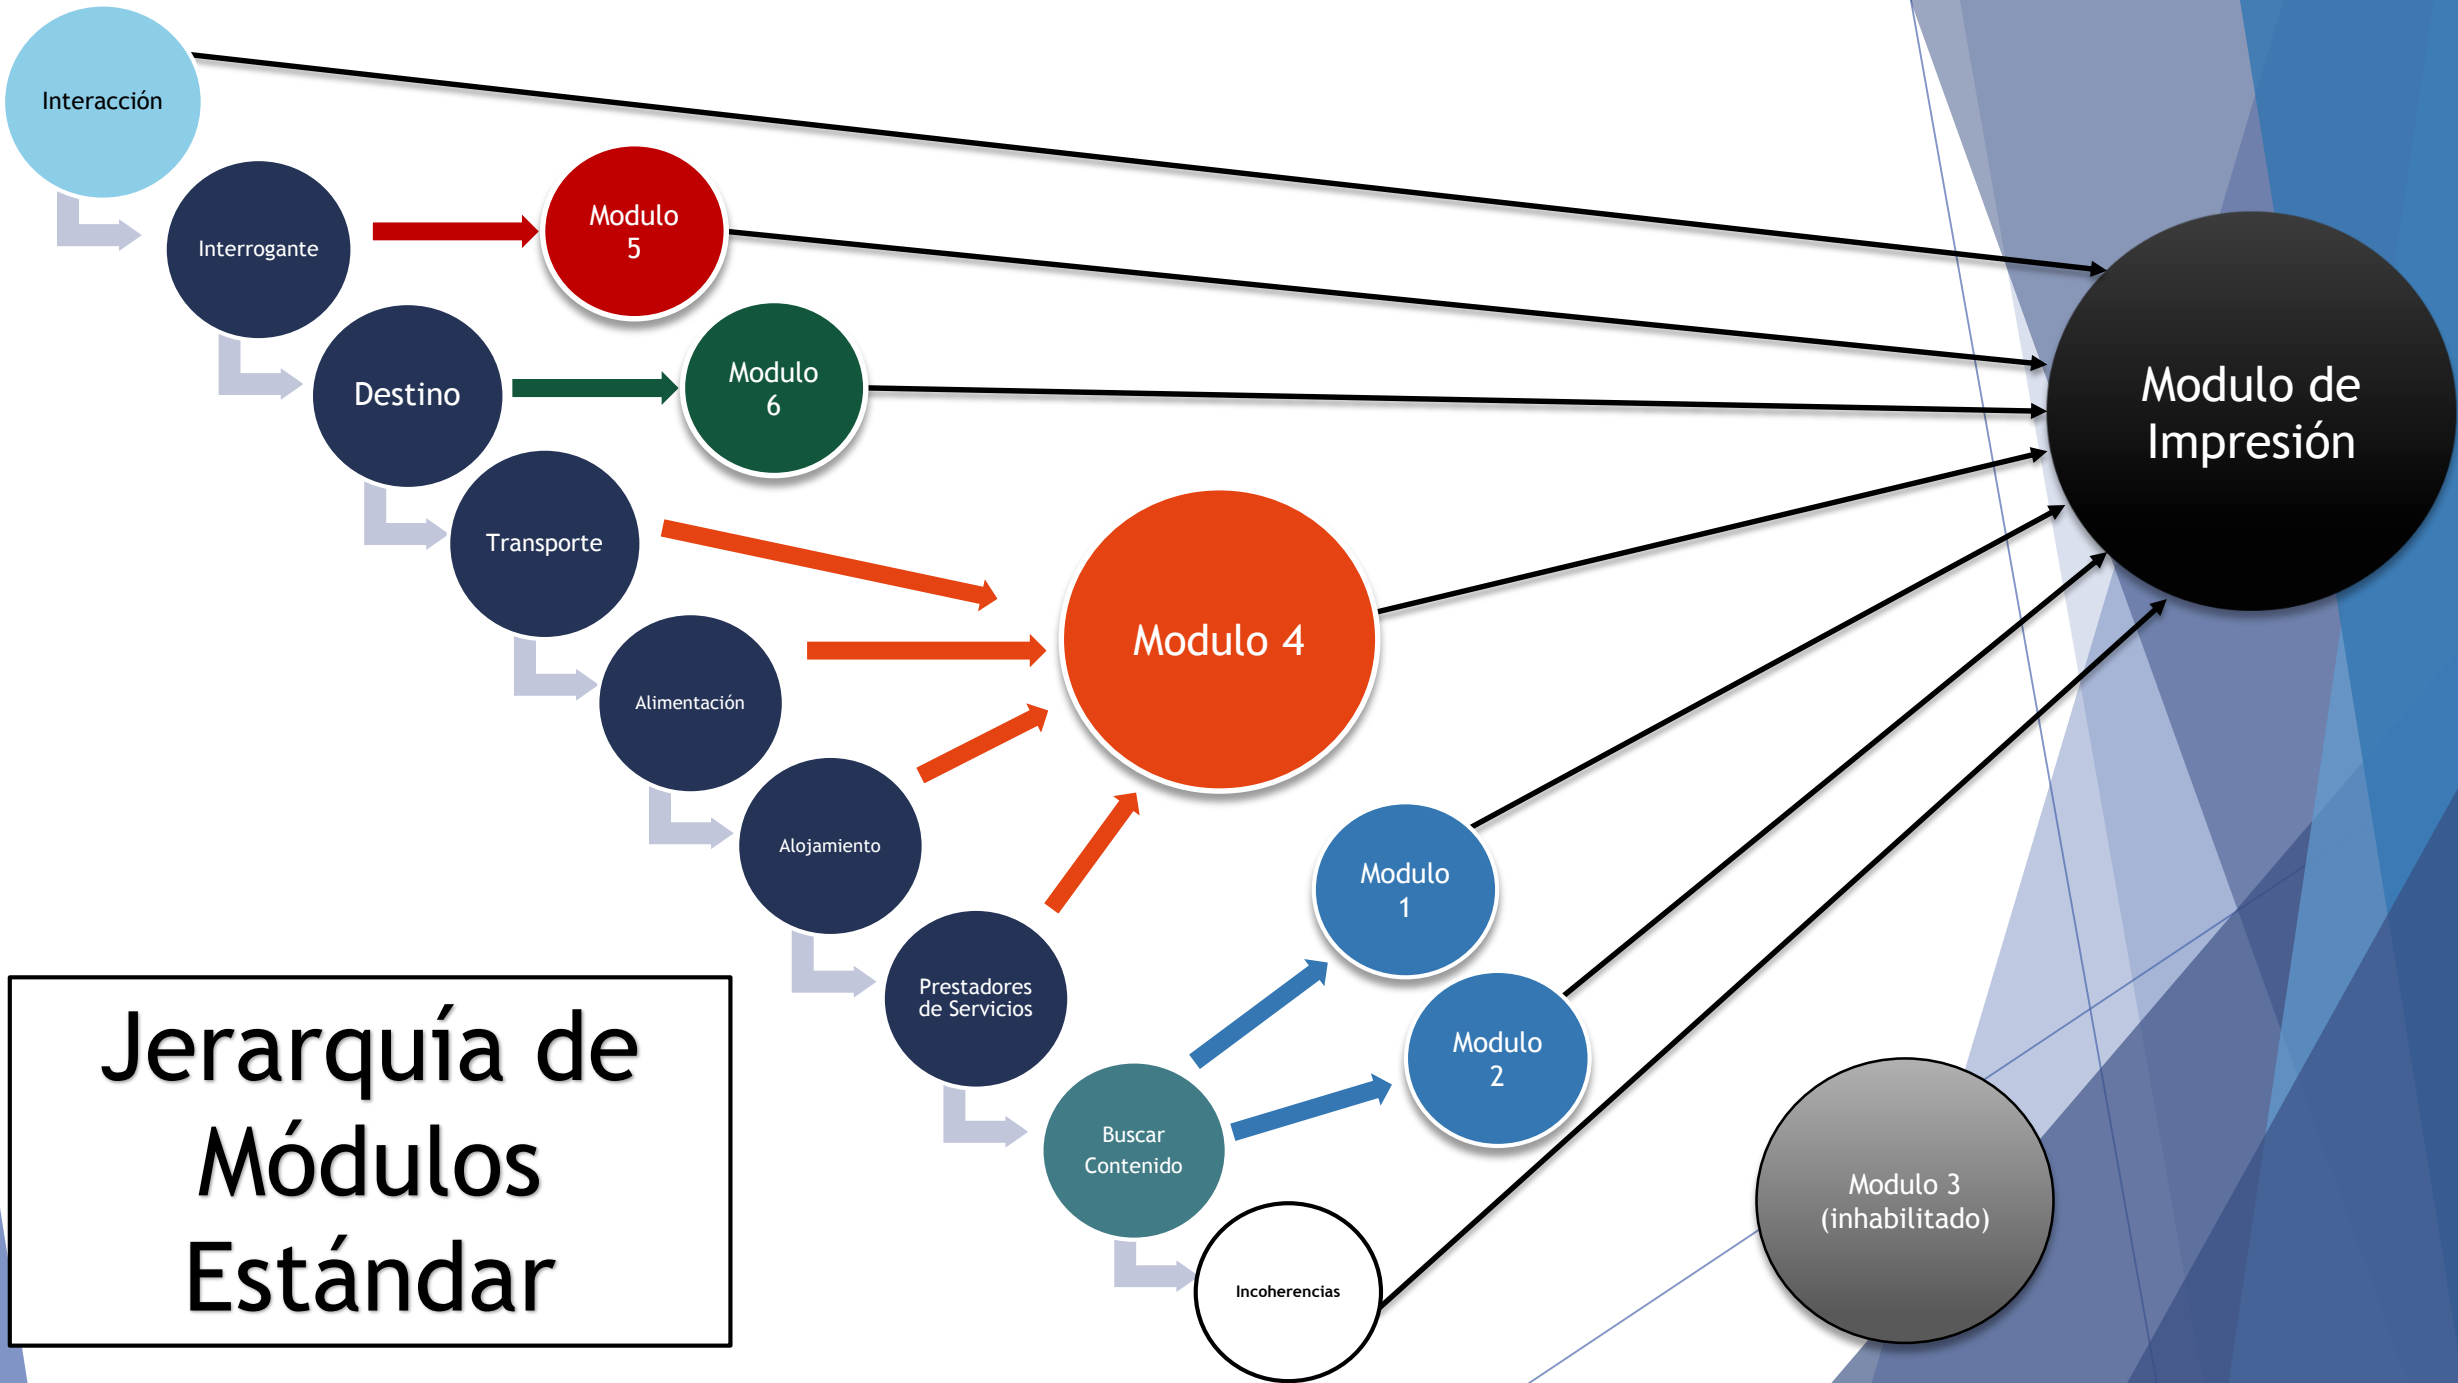 Interacción
Interrogante
Modulo
5
Destino
Modulo
6
Modulo de
Impresión
Transporte
Modulo 4
Alimentación
Alojamiento
Modulo
1
Prestadores
de Servicios
Modulo
2
Buscar
Contenido
Modulo 3
(inhabilitado)
Incoherencias
Jerarquía de
Módulos
Estándar